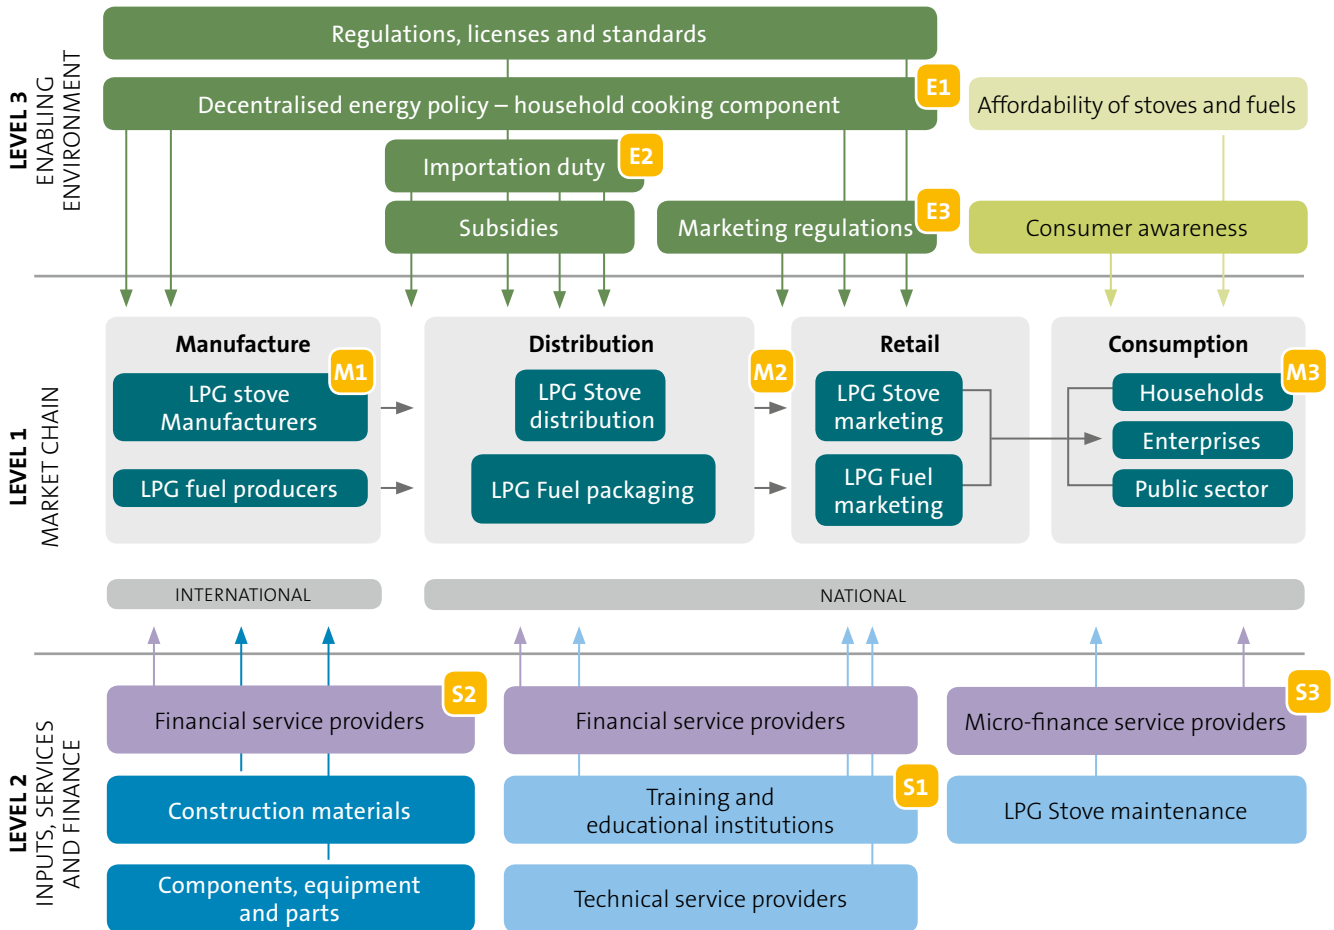 LEVEL 3
ENABLING
ENVIRONMENT
Regulations, licenses and standards
Decentralised energy policy – household cooking component
E1
Affordability of stoves and fuels
Importation duty
E2
Subsidies
Marketing regulations
E3
Consumer awareness
LEVEL 1
MARKET CHAIN
Manufacture
M1
LPG stove
Manufacturers
LPG fuel producers
Distribution
M2
LPG Stove
distribution
LPG Fuel packaging
Retail
LPG Stove
marketing
LPG Fuel
marketing
Consumption
M3
Households
Enterprises
Public sector
INTERNATIONAL
NATIONAL
LEVEL 2
INPUTS, SERVICES
AND FINANCE
Financial service providers
S2
Financial service providers
Micro-finance service providers
S3
Construction materials
Training and
educational institutions
S1
LPG Stove maintenance
Components, equipment
and parts
Technical service providers